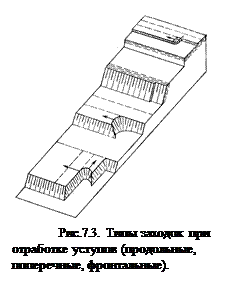 Рис.7.3. Типы заходок при
отработке уступов (продольные,
поперечные, фронтальные).